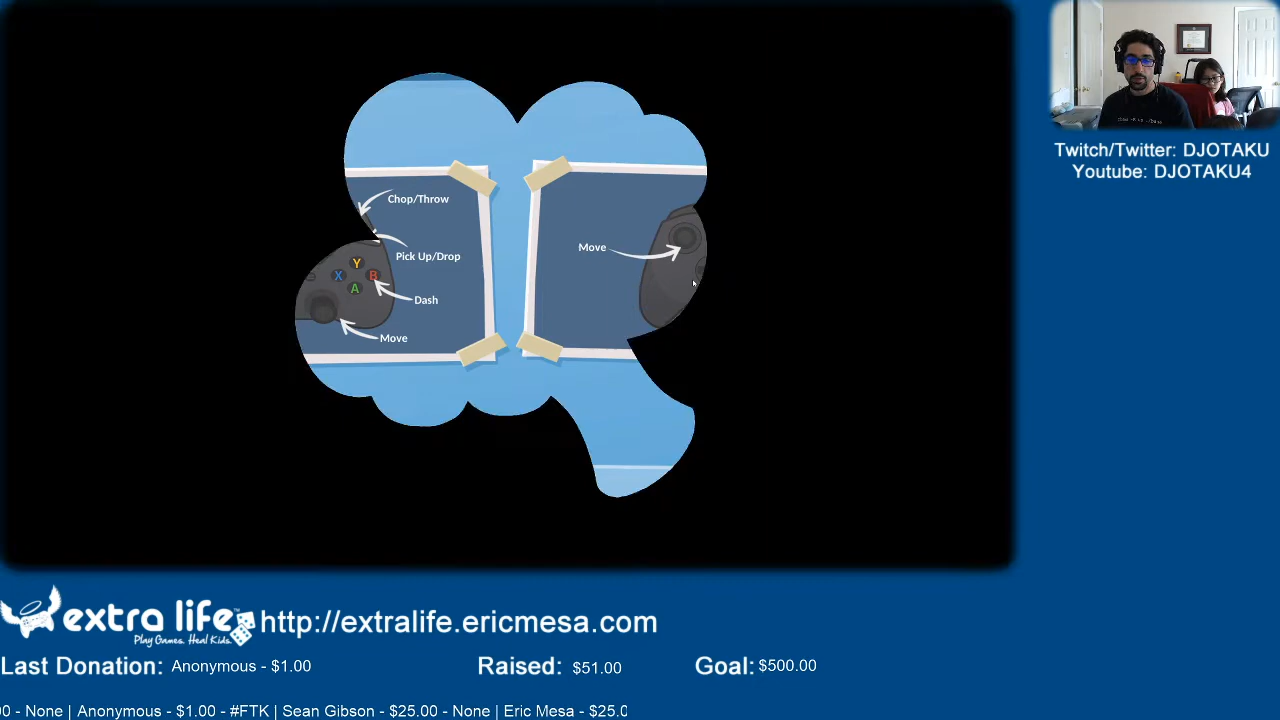 Chop/Throw
Pick Up/Drop
Y
X
B
A
Dash
Move
Move
Twitch/Twitter: DJOTAKU
Youtube: DJOTAKU4
extra life
Play Games. Heal Kids.
http://extralife.ericmesa.com
Last Donation: Anonymous - $1.00
Raised: $51.00
Goal: $500.00
00 - None | Anonymous - $1.00 - #FTK | Sean Gibson - $25.00 - None | Eric Mesa - $25.0